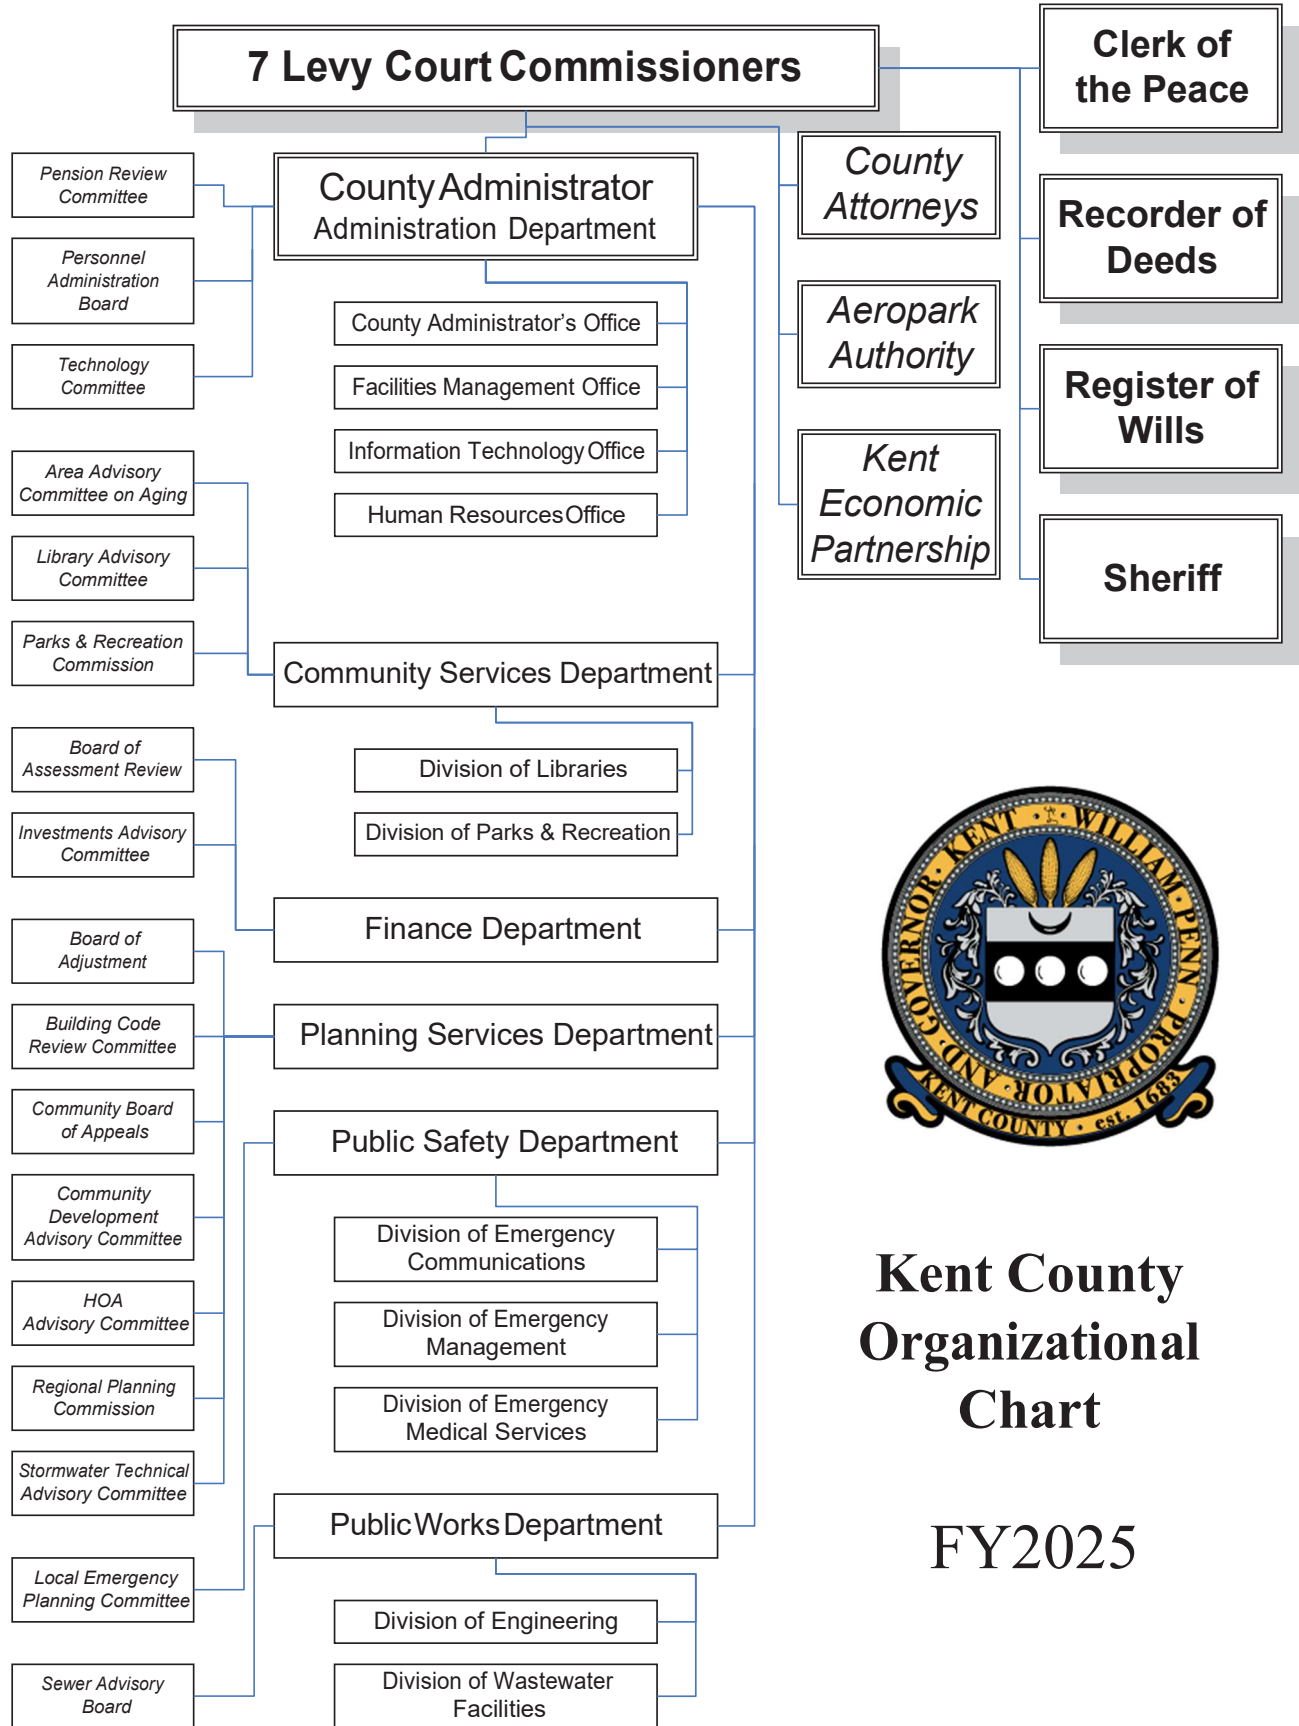 7 Levy Court Commissioners
Clerk of
the Peace
Recorder of
Deeds
Register of
Wills
Sheriff
County
Attorneys
Aeropark
Authority
Kent
Economic
Partnership
County Administrator
Administration Department
County Administrator's Office
Facilities Management Office
Information Technology Office
Human Resources Office
Pension Review
Committee
Personnel
Administration
Board
Technology
Committee
Area Advisory
Committee on Aging
Library Advisory
Committee
Parks & Recreation
Commission
Community Services Department
Division of Libraries
Division of Parks & Recreation
Board of
Assessment Review
Investments Advisory
Committee
Finance Department
Board of
Adjustment
Building Code
Review Committee
Community Board
of Appeals
Community
Development
Advisory Committee
HOA
Advisory Committee
Regional Planning
Commission
Stormwater Technical
Advisory Committee
Planning Services Department
Public Safety Department
Division of Emergency
Communications
Division of Emergency
Management
Division of Emergency
Medical Services
Local Emergency
Planning Committee
Public Works Department
Division of Engineering
Division of Wastewater
Facilities
Sewer Advisory
Board
KENT · WILLIAM · PENN · PROPRIATOR · AND · GOVERNOR ·
KENT COUNTY · est. 1683
Kent County
Organizational
Chart
FY2025